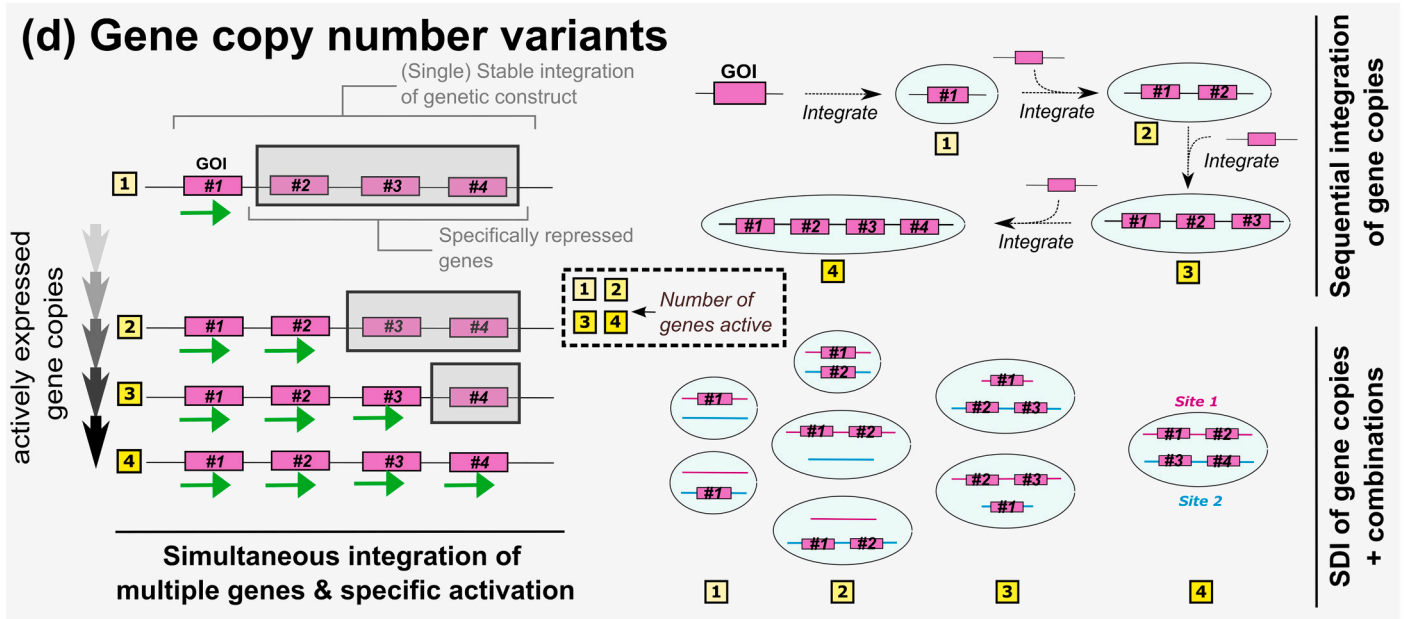 (d) Gene copy number variants
(Single) Stable integration
of genetic construct
GOI
1
#1 #2 #3 #4
Specifically repressed
genes
actively expressed
gene copies
2
#1 #2 #3 #4
3
#1 #2 #3 #4
4
#1 #2 #3 #4
Simultaneous integration of
multiple genes & specific activation
1 2
3 4
Number of
genes active
GOI
Integrate
#1
1
Integrate
#1 #2
2
Integrate
#1 #2 #3
3
Integrate
#1 #2 #3 #4
4
Sequential integration
of gene copies
#1
#1
1
#1
#2
#1 #2
#1 #2
2
#1
#2 #3
#2 #3
#1
3
Site 1
#1 #2
#3 #4
Site 2
4
SDI of gene copies
+ combinations